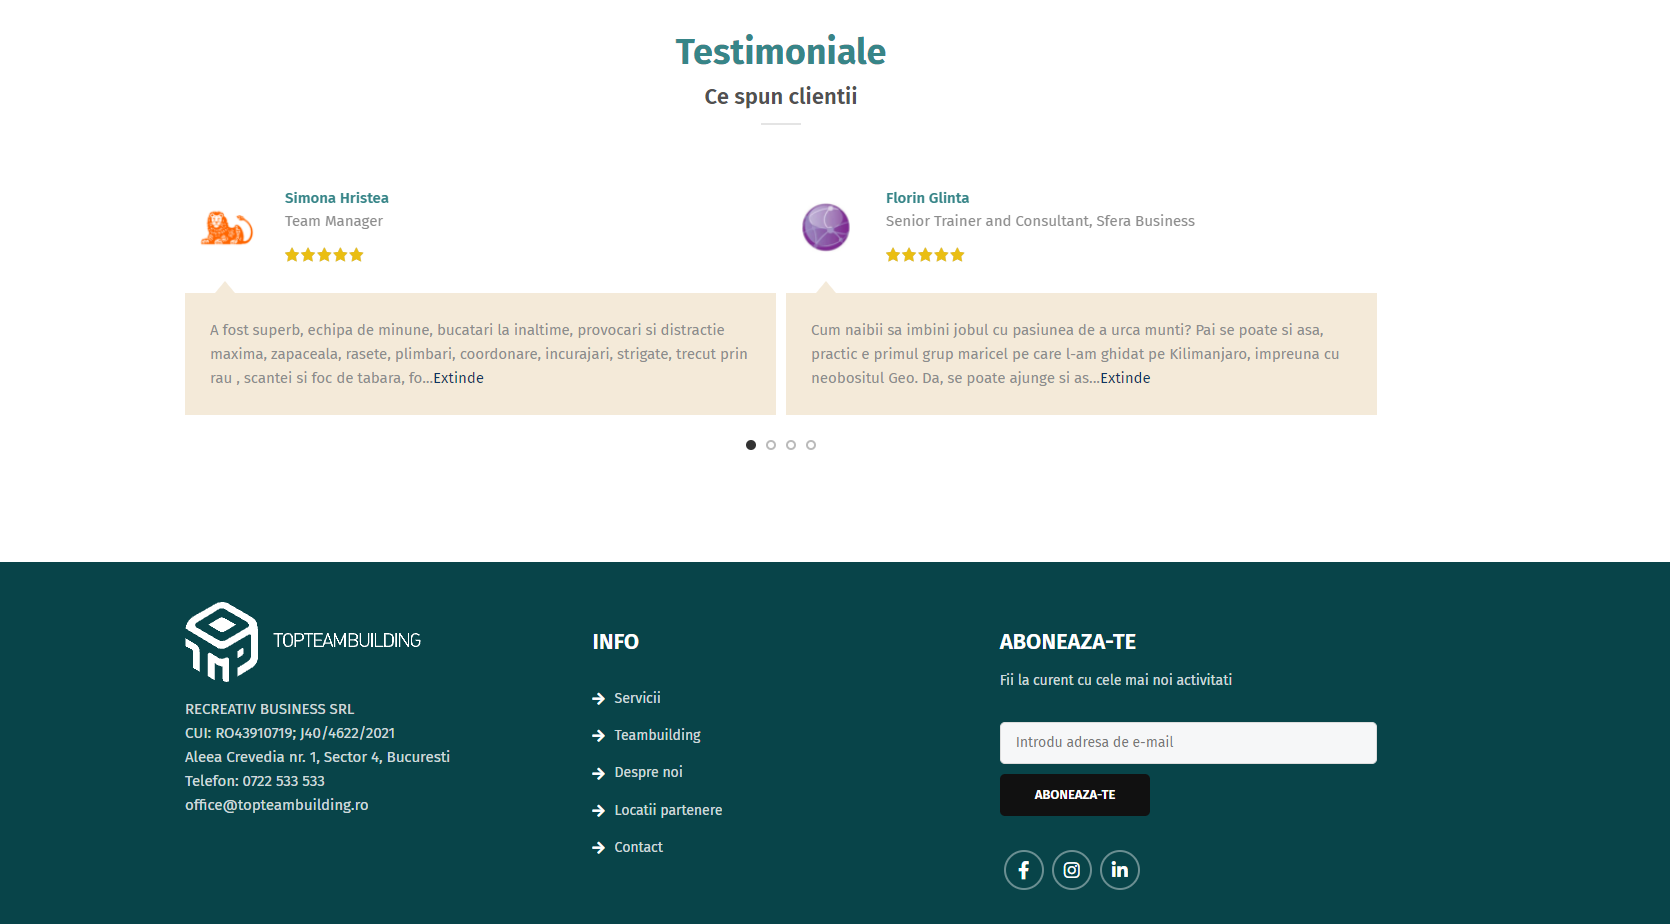 Testimoniale
Ce spun clientii
Simona Hristea
Team Manager
A fost superb, echipa de minune, bucatari la inaltime, provocari si distractie
maxima, zapaceala, rasete, plimbari, coordonare, incurajari, strigate, trecut prin
rau , scantei si foc de tabara, fo...Extinde
Florin Glinta
Senior Trainer and Consultant, Sfera Business
Cum naibii sa imbini jobul cu pasiunea de a urca munti? Pai se poate si asa,
practic e primul grup maricel pe care l-am ghidat pe Kilimanjaro, impreuna cu
neobositul Geo. Da, se poate ajunge si as...Extinde
TOPTEAMBUILDING
RECREATIV BUSINESS SRL
CUI: RO43910719; J40/4622/2021
Aleea Crevedia nr. 1, Sector 4, Bucuresti
Telefon: 0722 533 533
office@topteambuilding.ro
INFO
Servicii
Teambuilding
Despre noi
Locatii partenere
Contact
ABONEAZA-TE
Fii la curent cu cele mai noi activitati
Introdu adresa de e-mail
ABONEAZA-TE